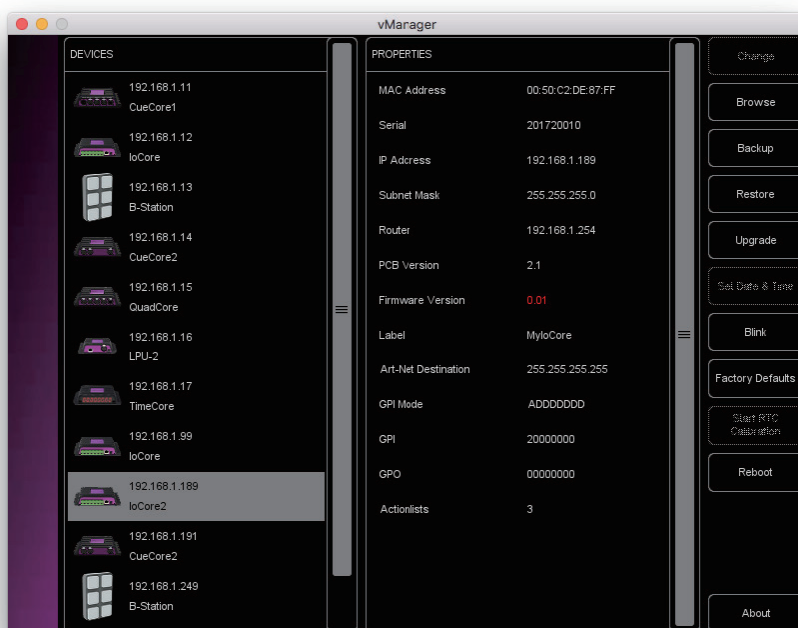 vManager
DEVICES
192.168.1.11
CueCore1
192.168.1.12
IoCore
192.168.1.13
B-Station
192.168.1.14
CueCore2
192.168.1.15
QuadCore
192.168.1.16
LPU-2
192.168.1.17
TimeCore
192.168.1.99
IoCore
192.168.1.189
IoCore2
192.168.1.191
CueCore2
192.168.1.249
B-Station
PROPERTIES
MAC Address 00:50:C2:DE:87:FF
Serial 201720010
IP Adcress 192.168.1.189
Subnet Mask 255.255.255.0
Router 192.168.1.254
PCB Version 2.1
Firmware Version 0.01
Label MyIoCore
Art-Net Destination 255.255.255.255
GPI Mode ADDDDDDD
GPI 20000000
GPO 00000000
Actionlists 3
Change
Browse
Backup
Restore
Upgrade
Set Date & Time
Blink
Factory Defaults
Start RTC
Calibration
Reboot
About